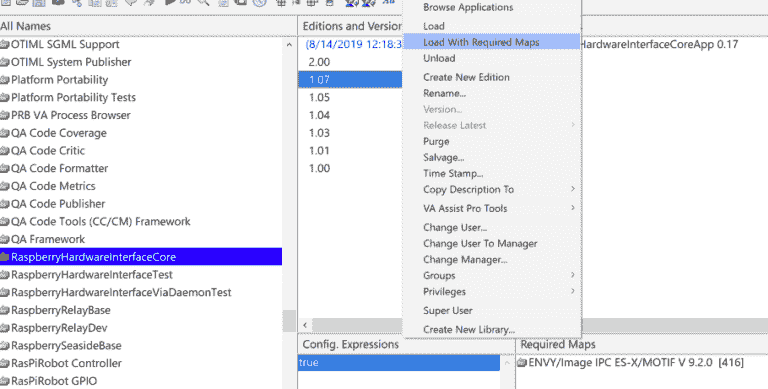 All Names
OTIML SGML Support
OTIML System Publisher
Platform Portability
Platform Portability Tests
PRB VA Process Browser
QA Code Coverage
QA Code Critic
QA Code Formatter
QA Code Metrics
QA Code Publisher
QA Code Tools (CC/CM) Framework
QA Framework
RaspberryHardwareInterfaceCore
RaspberryHardwareInterfaceTest
RaspberryHardwareInterfaceViaDaemonTest
RaspberryRelayBase
RaspberryRelayDev
RaspberrySeasideBase
RasPiRobot Controller
RasPiRobot GPIO
Editions and Version
(8/14/2019 12:18:3
2.00
1.07
1.05
1.04
1.03
1.01
1.00
Browse Applications
Load
Load With Required Maps
Unload
Create New Edition
Rename...
Version...
Release Latest
Purge
Salvage...
Time Stamp...
Copy Description To
VA Assist Pro Tools
Change User...
Change User To Manager
Change Manager...
Groups
Privileges
Super User
Create New Library...
HardwareInterfaceCoreApp 0.17
Config. Expressions
true
Required Maps
ENVY/Image IPC ES-X/MOTIF V 9.2.0 [416]